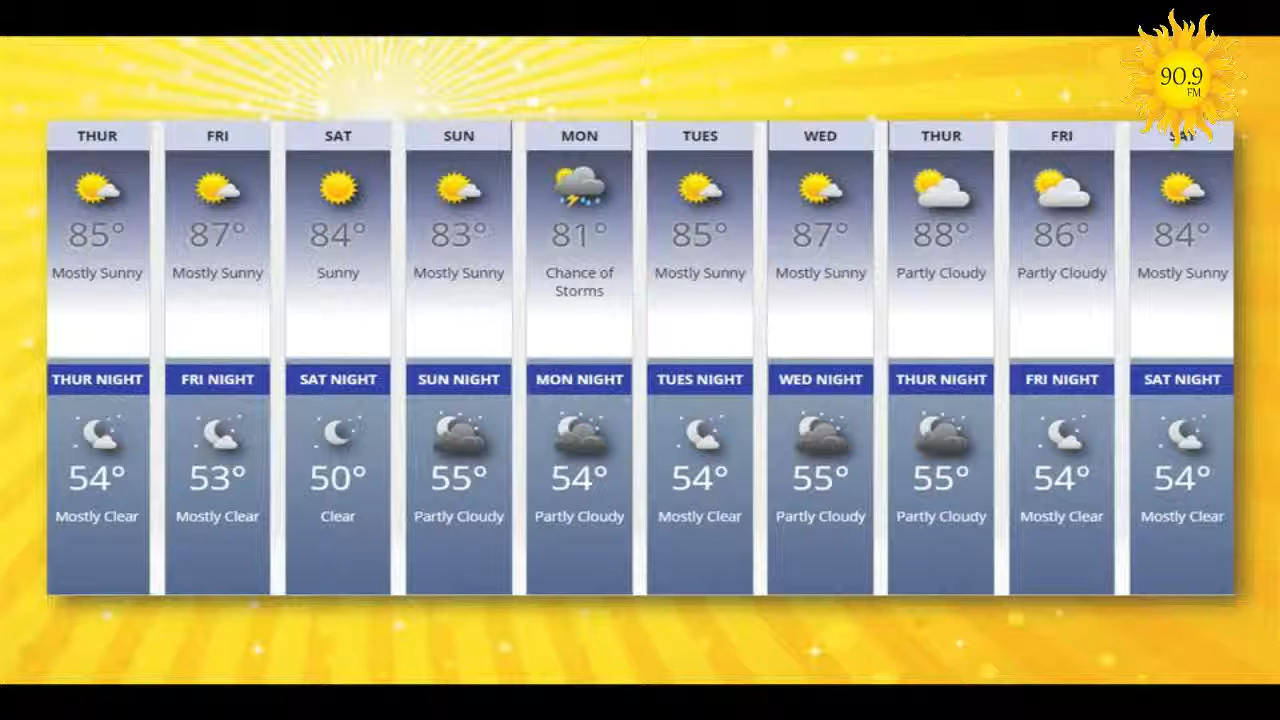 90.9
FM
THUR FRI SAT SUN MON TUES WED THUR FRI SAT
85° 87° 84° 83° 81° 85° 87° 88° 86° 84°
Mostly Sunny Mostly Sunny Sunny Mostly Sunny Chance of Mostly Sunny Mostly Sunny Partly Cloudy Partly Cloudy Mostly Sunny
Storms
THUR NIGHT FRI NIGHT SAT NIGHT SUN NIGHT MON NIGHT TUES NIGHT WED NIGHT THUR NIGHT FRI NIGHT SAT NIGHT
54° 53° 50° 55° 54° 54° 55° 55° 54° 54°
Mostly Clear Mostly Clear Clear Partly Cloudy Partly Cloudy Mostly Clear Partly Cloudy Partly Cloudy Mostly Clear Mostly Clear